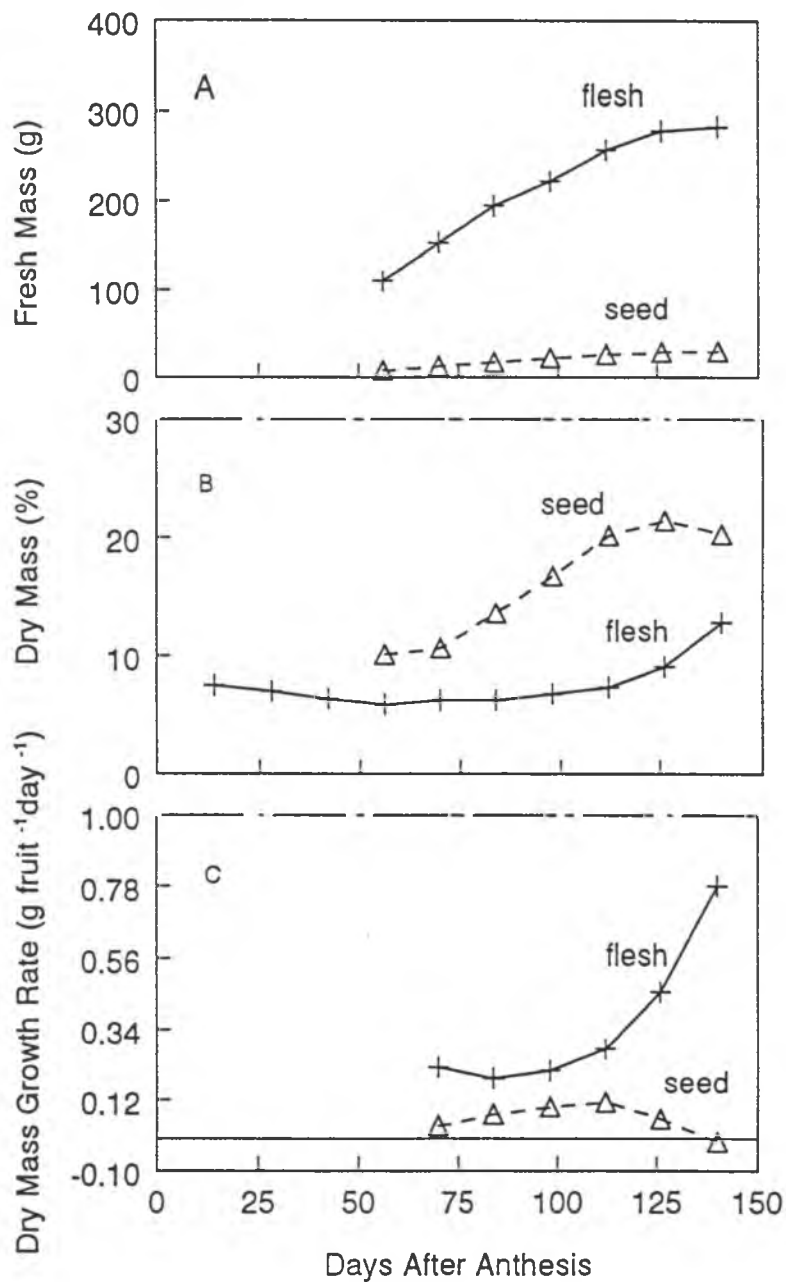 Fresh Mass (g)
400
300
200
100
0
A
flesh
seed
Dry Mass (%)
30
20
10
0
B
seed
flesh
Dry Mass Growth Rate (g fruit ⁻¹day ⁻¹)
1.00
0.78
0.56
0.34
0.12
-0.10
C
flesh
seed
0 25 50 75 100 125 150
Days After Anthesis